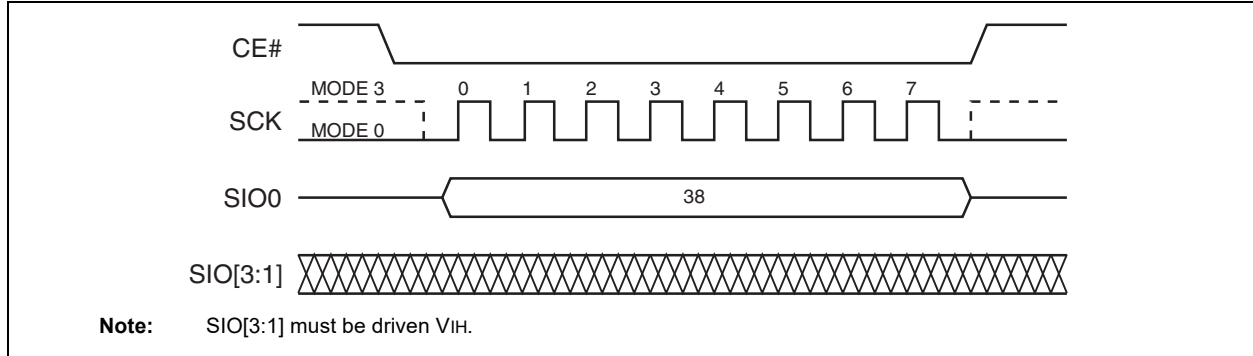 CE#
MODE 3 0 1 2 3 4 5 6 7
SCK
MODE 0
SIO0 38
SIO[3:1]
Note: SIO[3:1] must be driven VIH.